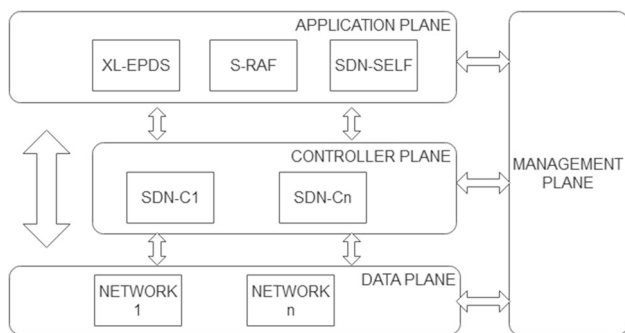 APPLICATION PLANE
XL-EPDS
S-RAF
SDN-SELF
CONTROLLER PLANE
SDN-C1
SDN-Cn
MANAGEMENT
PLANE
DATA PLANE
NETWORK
1
NETWORK
n